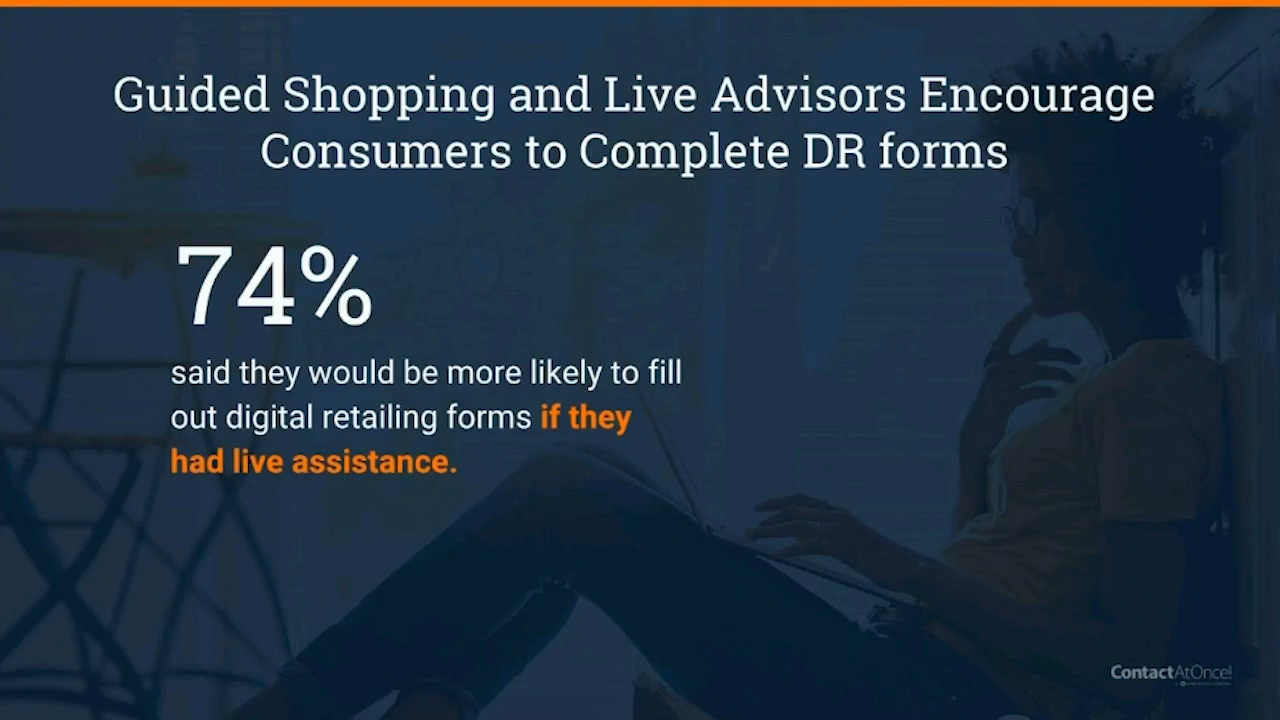 Guided Shopping and Live Advisors Encourage
Consumers to Complete DR forms
74%
said they would be more likely to fill
out digital retailing forms if they
had live assistance.
ContactAtOnce!